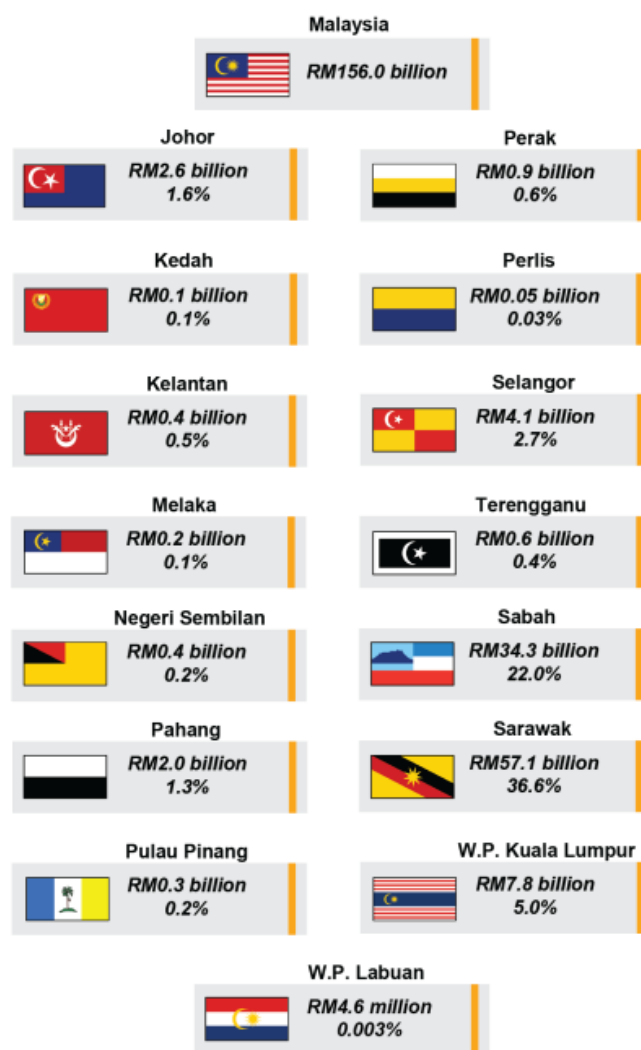 Malaysia
RM156.0 billion
Johor
RM2.6 billion
1.6%
Perak
RM0.9 billion
0.6%
Kedah
RM0.1 billion
0.1%
Perlis
RM0.05 billion
0.03%
Kelantan
RM0.4 billion
0.5%
Selangor
RM4.1 billion
2.7%
Melaka
RM0.2 billion
0.1%
Terengganu
RM0.6 billion
0.4%
Negeri Sembilan
RM0.4 billion
0.2%
Sabah
RM34.3 billion
22.0%
Pahang
RM2.0 billion
1.3%
Sarawak
RM57.1 billion
36.6%
Pulau Pinang
RM0.3 billion
0.2%
W.P. Kuala Lumpur
RM7.8 billion
5.0%
W.P. Labuan
RM4.6 million
0.003%